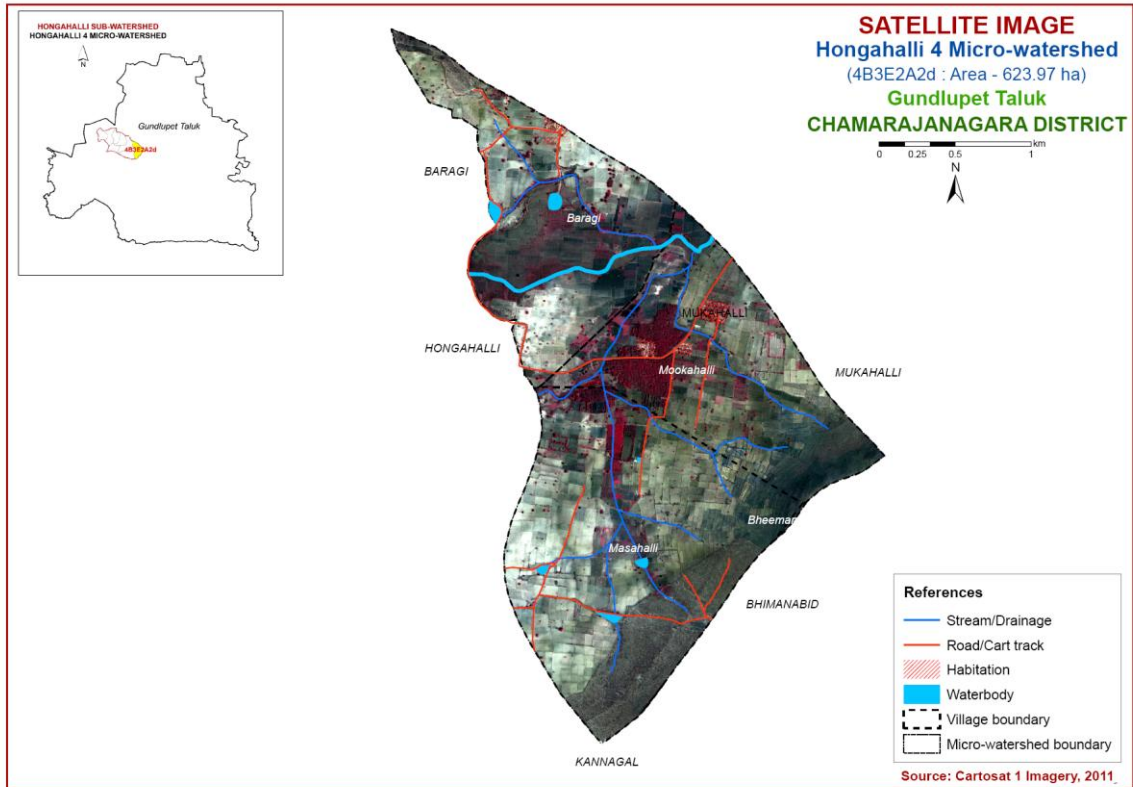 HONGAHALLI SUB-WATERSHED
HONGAHALLI 4 MICRO-WATERSHED
N
Gundlupet Taluk
4B3E2A2d
SATELLITE IMAGE
Hongahalli 4 Micro-watershed
(4B3E2A2d : Area - 623.97 ha)
Gundlupet Taluk
CHAMARAJANAGARA DISTRICT
km
0 0.25 0.5 1
N
BARAGI
Baragi
MUKAHALLI
HONGAHALLI
Mookahalli
MUKAHALLI
Bheeman
Masahalli
BHIMANABID
KANNAGAL
References
Stream/Drainage
Road/Cart track
Habitation
Waterbody
Village boundary
Micro-watershed boundary
Source: Cartosat 1 Imagery, 2011